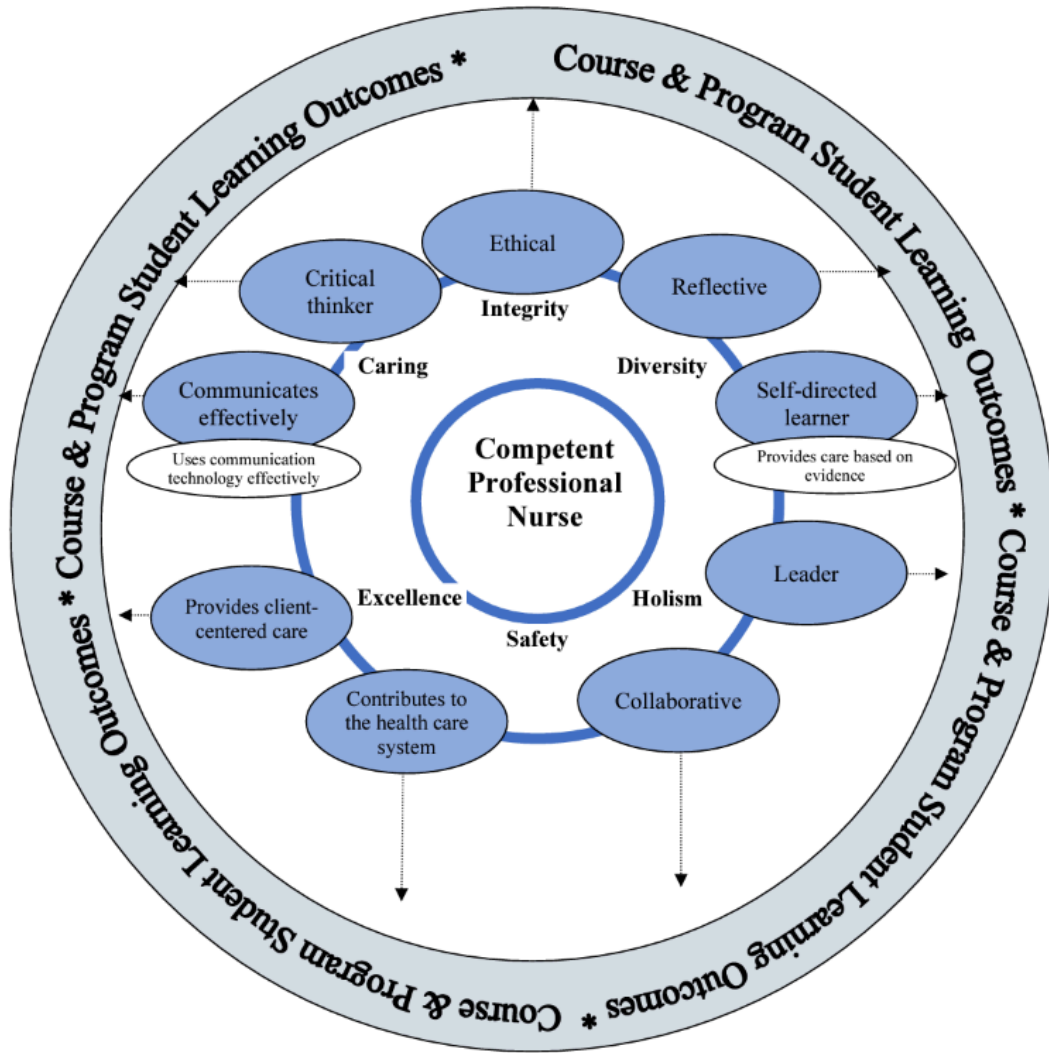 Course & Program Student Learning Outcomes *
Course & Program Student Learning Outcomes *
Course & Program Student Learning Outcomes *
Course & Program Student Learning Outcomes *
Ethical
Critical
thinker
Reflective
Integrity
Caring
Diversity
Communicates
effectively
Self-directed
learner
Uses communication
technology effectively
Provides care based on
evidence
Competent
Professional
Nurse
Leader
Provides client-
centered care
Excellence
Holism
Safety
Contributes to
the health care
system
Collaborative